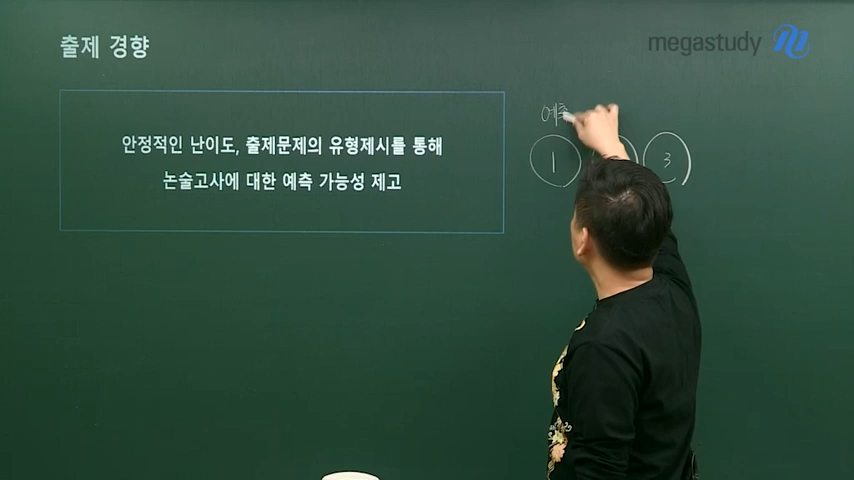 출제 경향
megastudy
안정적인 난이도, 출제문제의 유형제시를 통해
논술고사에 대한 예측 가능성 제고
예측
1 3